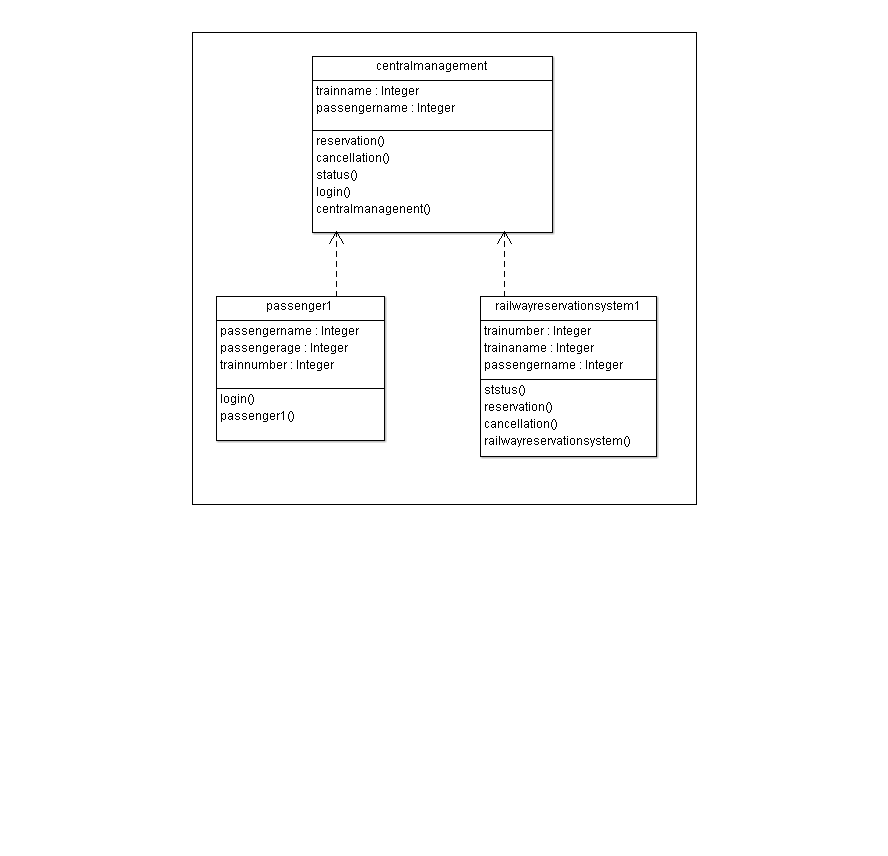 centralmanagement
trainname : Integer
passengername : Integer
reservation()
cancellation()
status()
login()
centralmanagenent()
passenger1
passengername : Integer
passengerage : Integer
trainnumber : Integer
login()
passenger1()
railwayreservationsystem1
trainumber : Integer
trainaname : Integer
passengername : Integer
ststus()
reservation()
cancellation()
railwayreservationsystem()